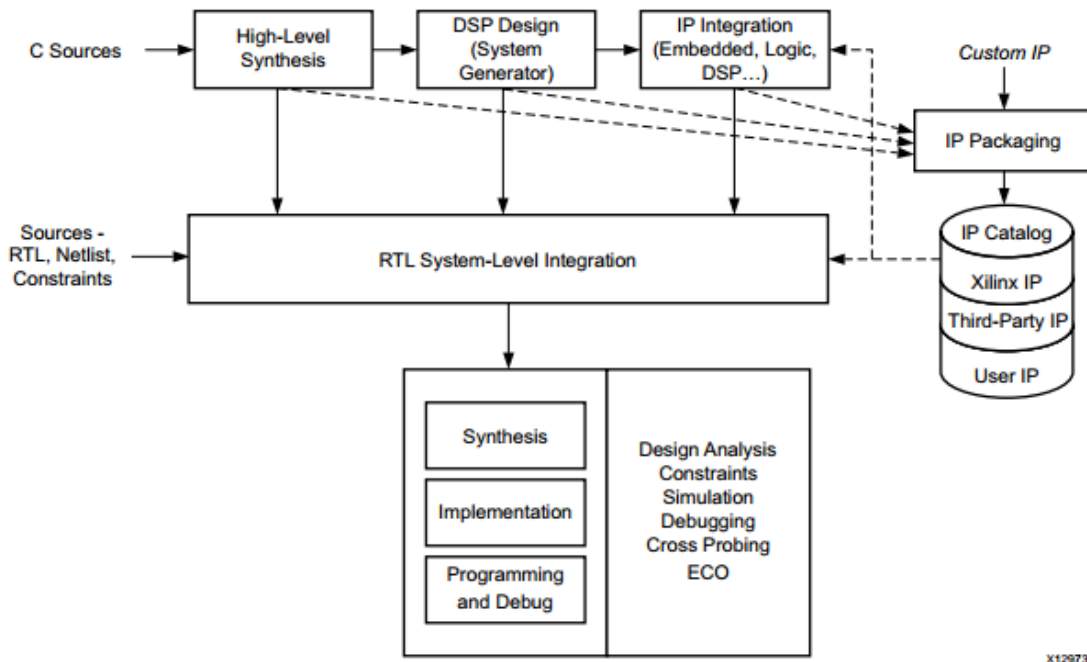 C Sources
High-Level
Synthesis
DSP Design
(System
Generator)
IP Integration
(Embedded, Logic,
DSP…)
Custom IP
IP Packaging
Sources -
RTL, Netlist,
Constraints
RTL System-Level Integration
IP Catalog
Xilinx IP
Third-Party IP
User IP
Synthesis
Implementation
Programming
and Debug
Design Analysis
Constraints
Simulation
Debugging
Cross Probing
ECO
X12973